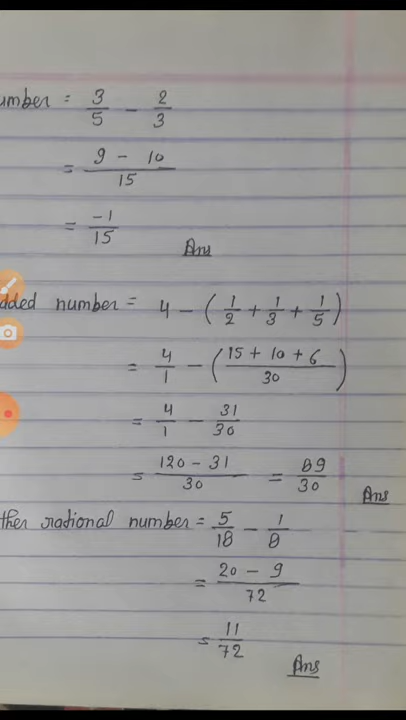 umber = 3/5 - 2/3
= 9 - 10 / 15
= -1/15 Ans
dded number = 4 - (1/2 + 1/3 + 1/5)
= 4/1 - (15 + 10 + 6 / 30)
= 4/1 - 31/30
= 120 - 31 / 30 = 89/30 Ans
ther rational number = 5/18 - 1/8
= 20 - 9 / 72
= 11/72
Ans